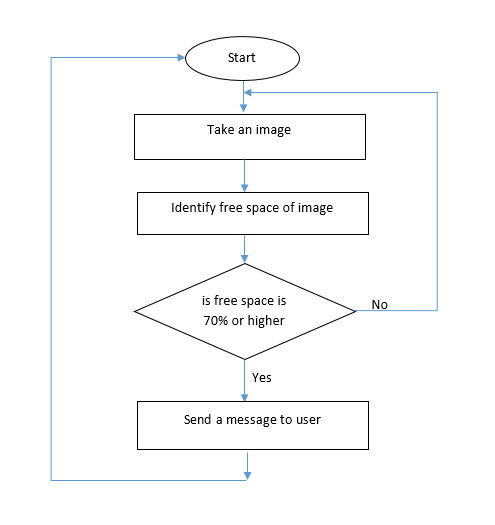 Start
Take an image
Identify free space of image
is free space is
70% or higher
No
Yes
Send a message to user